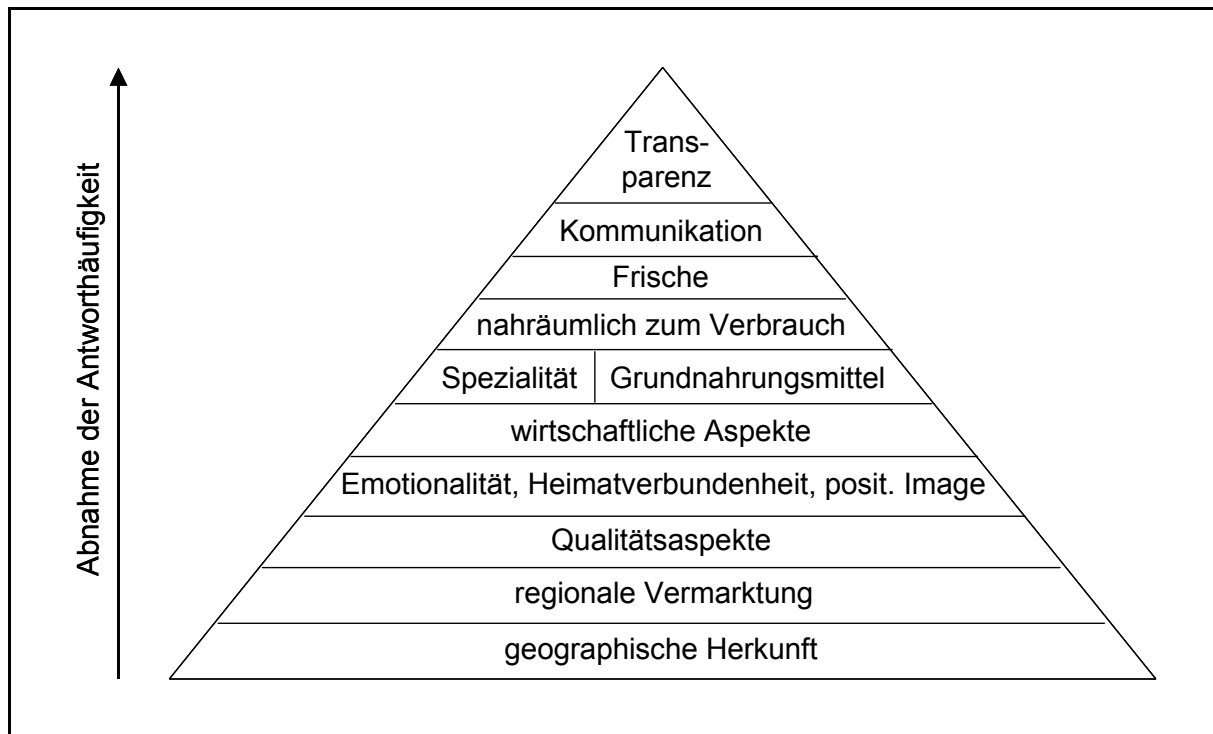 Abnahme der Antworthäufigkeit
Trans-
parenz
Kommunikation
Frische
nahräumlich zum Verbrauch
Spezialität Grundnahrungsmittel
wirtschaftliche Aspekte
Emotionalität, Heimatverbundenheit, posit. Image
Qualitätsaspekte
regionale Vermarktung
geographische Herkunft